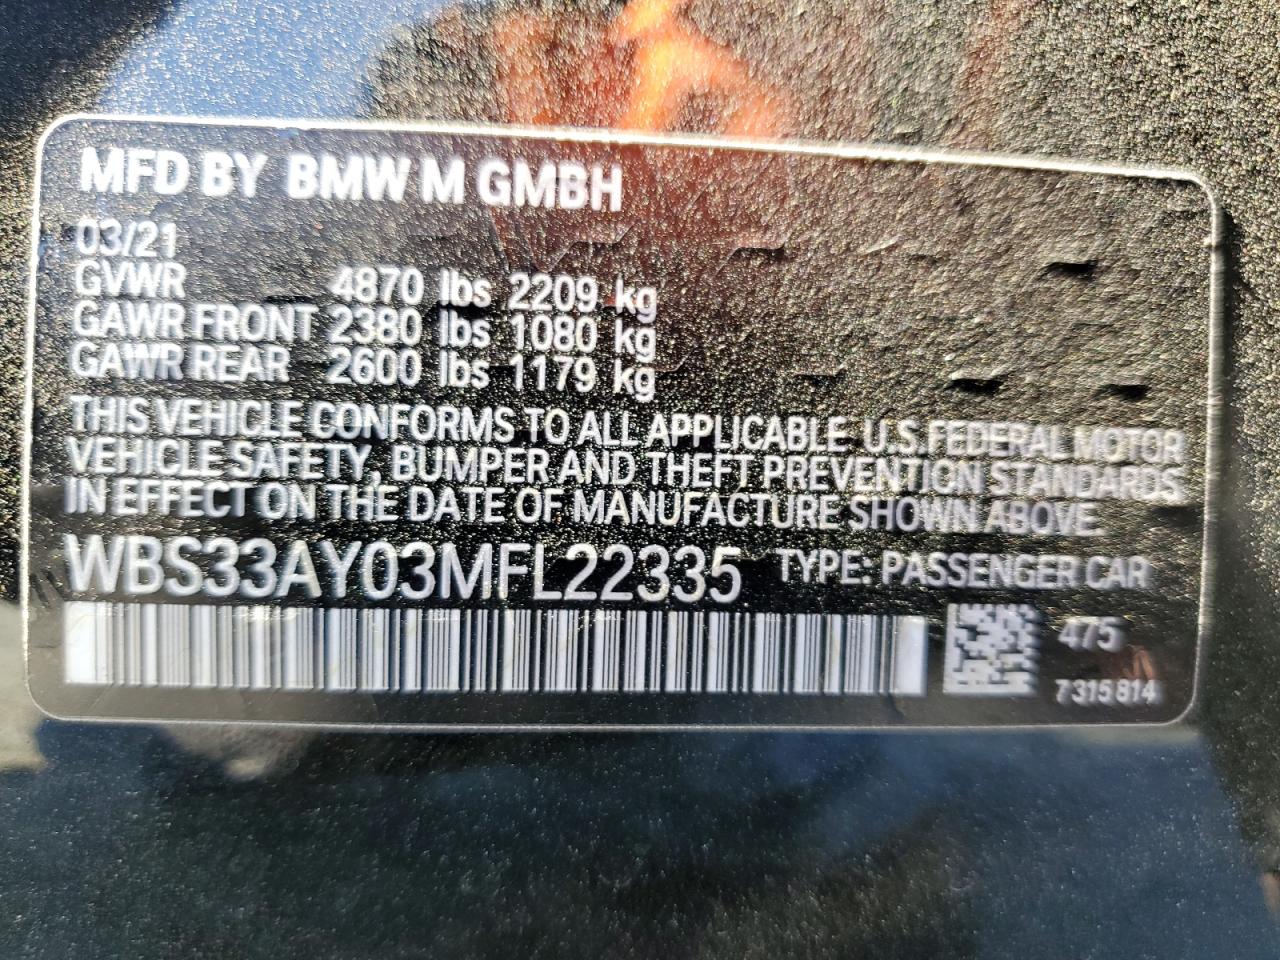 MFD BY BMW M GMBH
03/21
GVWR 4870 lbs 2209 kg
GAWR FRONT 2380 lbs 1080 kg
GAWR REAR 2600 lbs 1179 kg
THIS VEHICLE CONFORMS TO ALL APPLICABLE U.S. FEDERAL MOTOR
VEHICLE SAFETY, BUMPER AND THEFT PREVENTION STANDARDS
IN EFFECT ON THE DATE OF MANUFACTURE SHOWN ABOVE
WBS33AY03MFL22335 TYPE: PASSENGER CAR
475
7 315 814